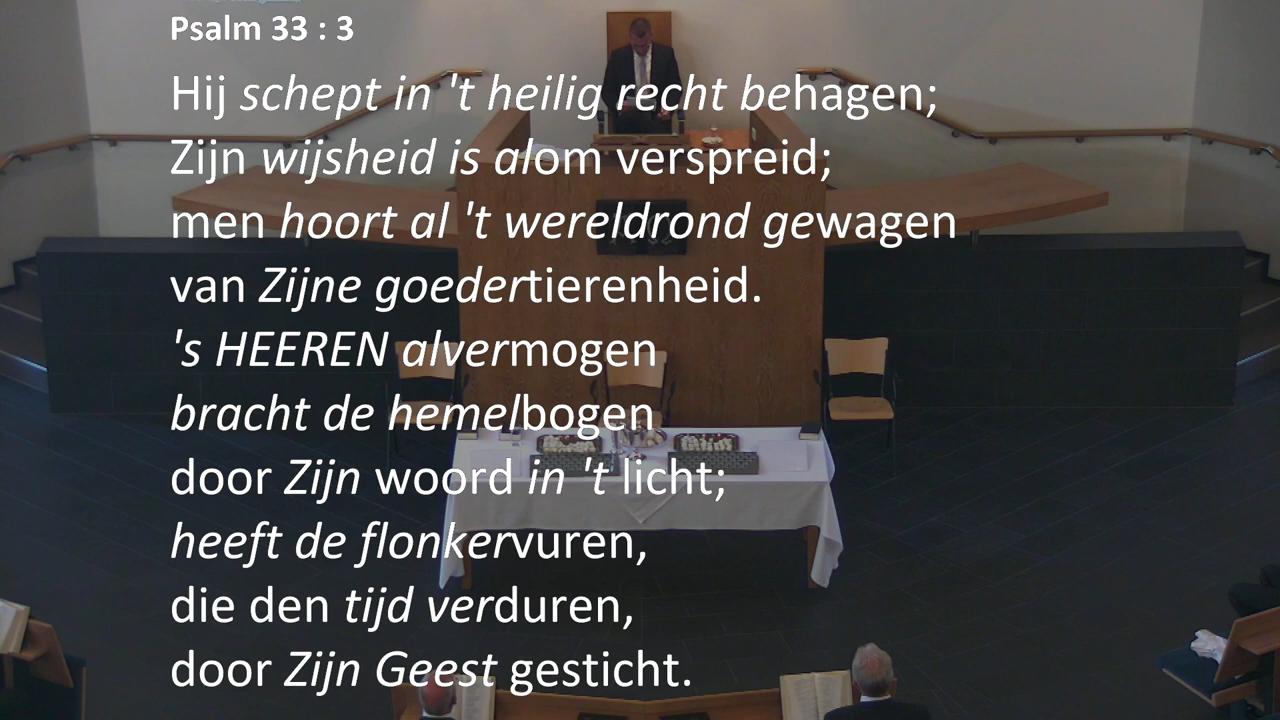 Psalm 33 : 3
Hij schept in 't heilig recht behagen;
Zijn wijsheid is alom verspreid;
men hoort al 't wereldrond gewagen
van Zijne goedertierenheid.
's HEEREN alvermogen
bracht de hemelbogen
door Zijn woord in 't licht;
heeft de flonkervuren,
die den tijd verduren,
door Zijn Geest gesticht.